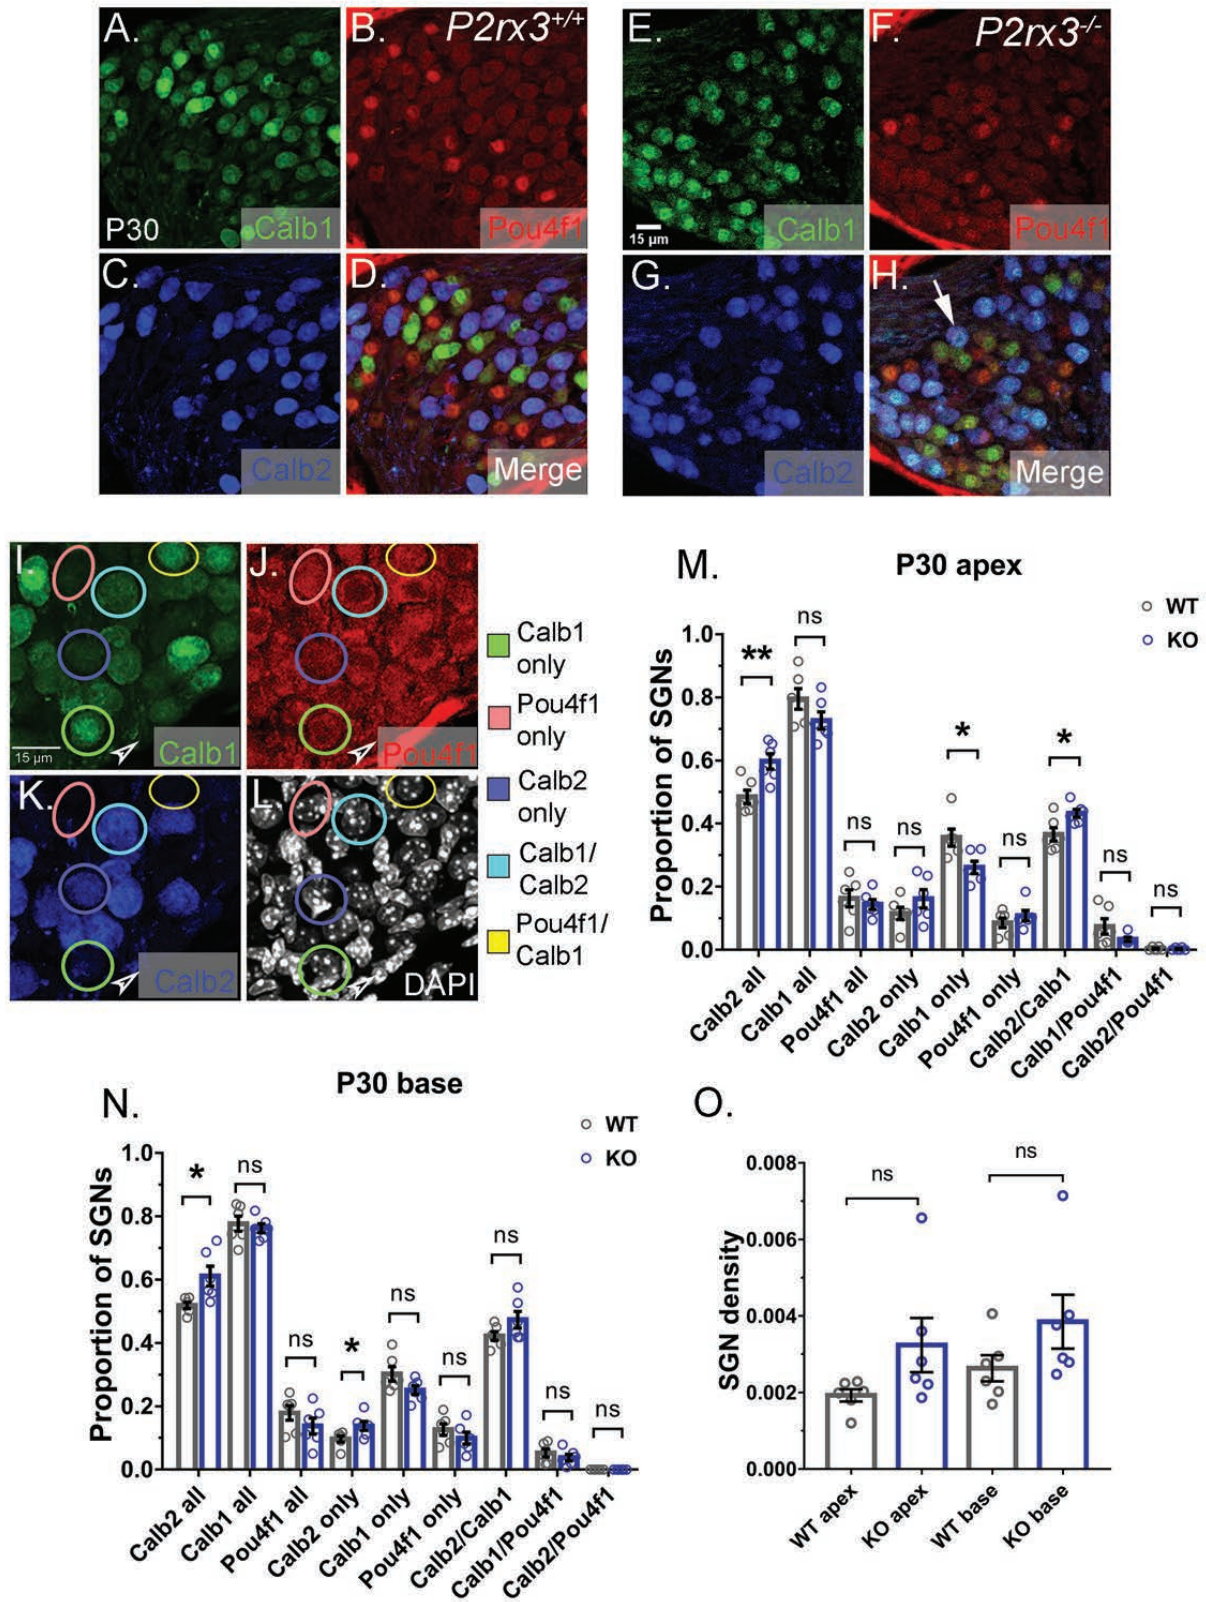 A.
B.
P2rx3+/+
E.
F.
P2rx3-/-
P30
Calb1
Pou4f1
15 µm
Calb1
Pou4f1
C.
D.
G.
H.
Calb2
Merge
Calb2
Merge
I.
J.
Calb1
only
Pou4f1
only
Calb2
only
Calb1/
Calb2
Pou4f1/
Calb1
15 µm
Calb1
Pou4f1
K.
L.
Calb2
DAPI
M.
P30 apex
WT
KO
Proportion of SGNs
1.0
0.8
0.6
0.4
0.2
0.0
**
ns
ns
ns
*
ns
*
ns
ns
Calb2 all
Calb1 all
Pou4f1 all
Calb2 only
Calb1 only
Pou4f1 only
Calb2/Calb1
Calb1/Pou4f1
Calb2/Pou4f1
N.
P30 base
WT
KO
Proportion of SGNs
1.0
0.8
0.6
0.4
0.2
0.0
*
ns
ns
*
ns
ns
ns
ns
ns
Calb2 all
Calb1 all
Pou4f1 all
Calb2 only
Calb1 only
Pou4f1 only
Calb2/Calb1
Calb1/Pou4f1
Calb2/Pou4f1
O.
SGN density
0.008
0.006
0.004
0.002
0.000
ns
ns
WT apex
KO apex
WT base
KO base